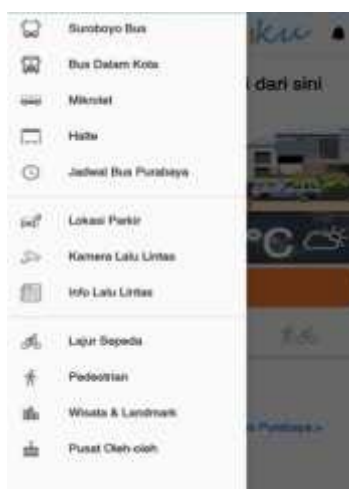 Suroboyo Bus
Bus Dalam Kota
Mikrolet
Halte
Jadwal Bus Purabaya
Lokasi Parkir
Kamera Lalu Lintas
Info Lalu Lintas
Lajur Sepeda
Pedestrian
Wisata & Landmark
Pusat Oleh-oleh
dari sini
°C
Purabaya »